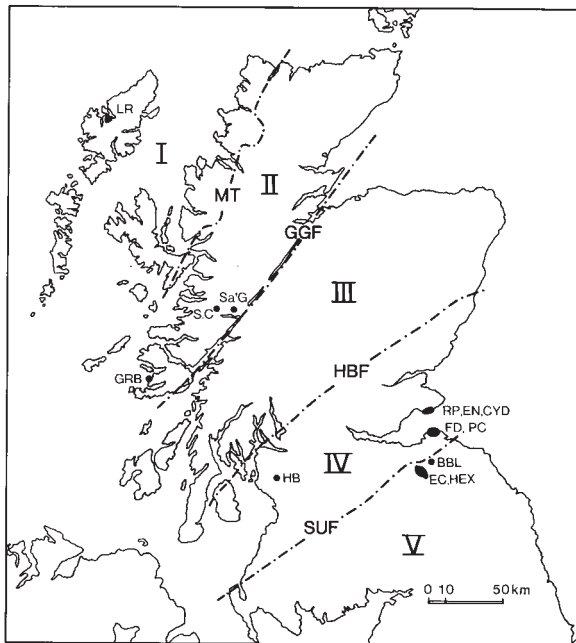 LR
I
II
MT
GGF
III
Sa'G
S.C
GRB
HBF
RP,EN,CYD
FD, PC
IV
BBL
HB
EC,HEX
SUF
V
0 10 50km